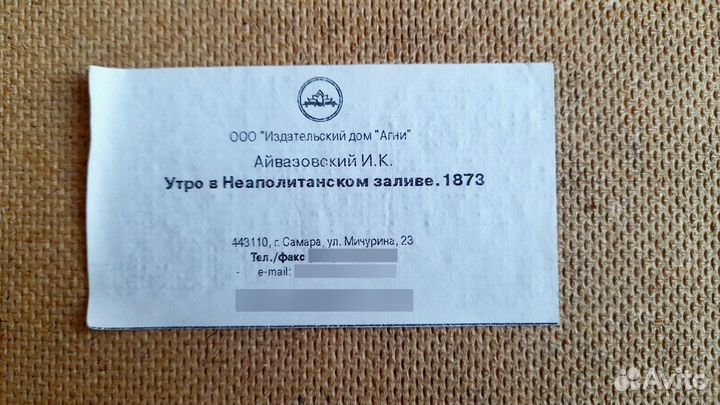 ООО "Издательский дом "Агни"
Айвазовский И.К.
Утро в Неаполитанском заливе. 1873
443110, г. Самара, ул. Мичурина, 23
Тел./факс
e-mail:
Avito